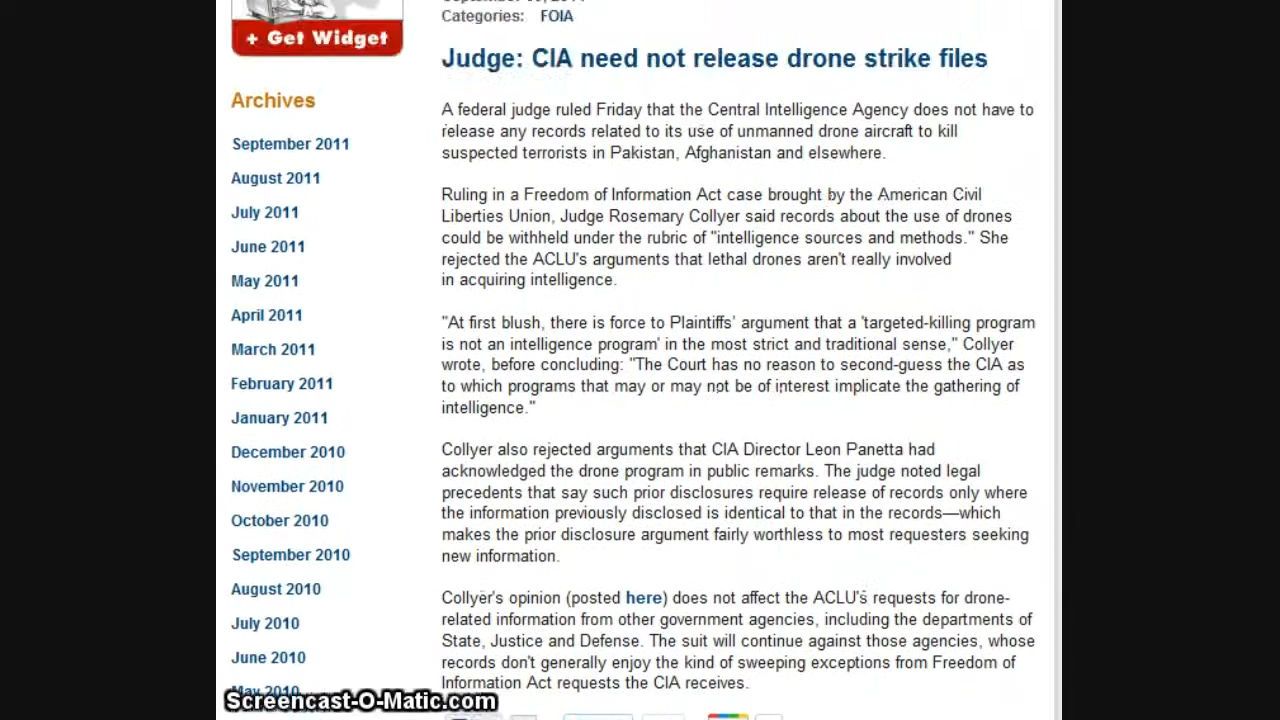 + Get Widget
Archives
September 2011
August 2011
July 2011
June 2011
May 2011
April 2011
March 2011
February 2011
January 2011
December 2010
November 2010
October 2010
September 2010
August 2010
July 2010
June 2010
May 2010
Categories: FOIA
Judge: CIA need not release drone strike files
A federal judge ruled Friday that the Central Intelligence Agency does not have to
release any records related to its use of unmanned drone aircraft to kill
suspected terrorists in Pakistan, Afghanistan and elsewhere.
Ruling in a Freedom of Information Act case brought by the American Civil
Liberties Union, Judge Rosemary Collyer said records about the use of drones
could be withheld under the rubric of "intelligence sources and methods." She
rejected the ACLU's arguments that lethal drones aren't really involved
in acquiring intelligence.
"At first blush, there is force to Plaintiffs' argument that a 'targeted-killing program
is not an intelligence program' in the most strict and traditional sense," Collyer
wrote, before concluding: "The Court has no reason to second-guess the CIA as
to which programs that may or may not be of interest implicate the gathering of
intelligence."
Collyer also rejected arguments that CIA Director Leon Panetta had
acknowledged the drone program in public remarks. The judge noted legal
precedents that say such prior disclosures require release of records only where
the information previously disclosed is identical to that in the records—which
makes the prior disclosure argument fairly worthless to most requesters seeking
new information.
Collyer's opinion (posted here) does not affect the ACLU's requests for drone-
related information from other government agencies, including the departments of
State, Justice and Defense. The suit will continue against those agencies, whose
records don't generally enjoy the kind of sweeping exceptions from Freedom of
Information Act requests the CIA receives.
Screencast-O-Matic.com